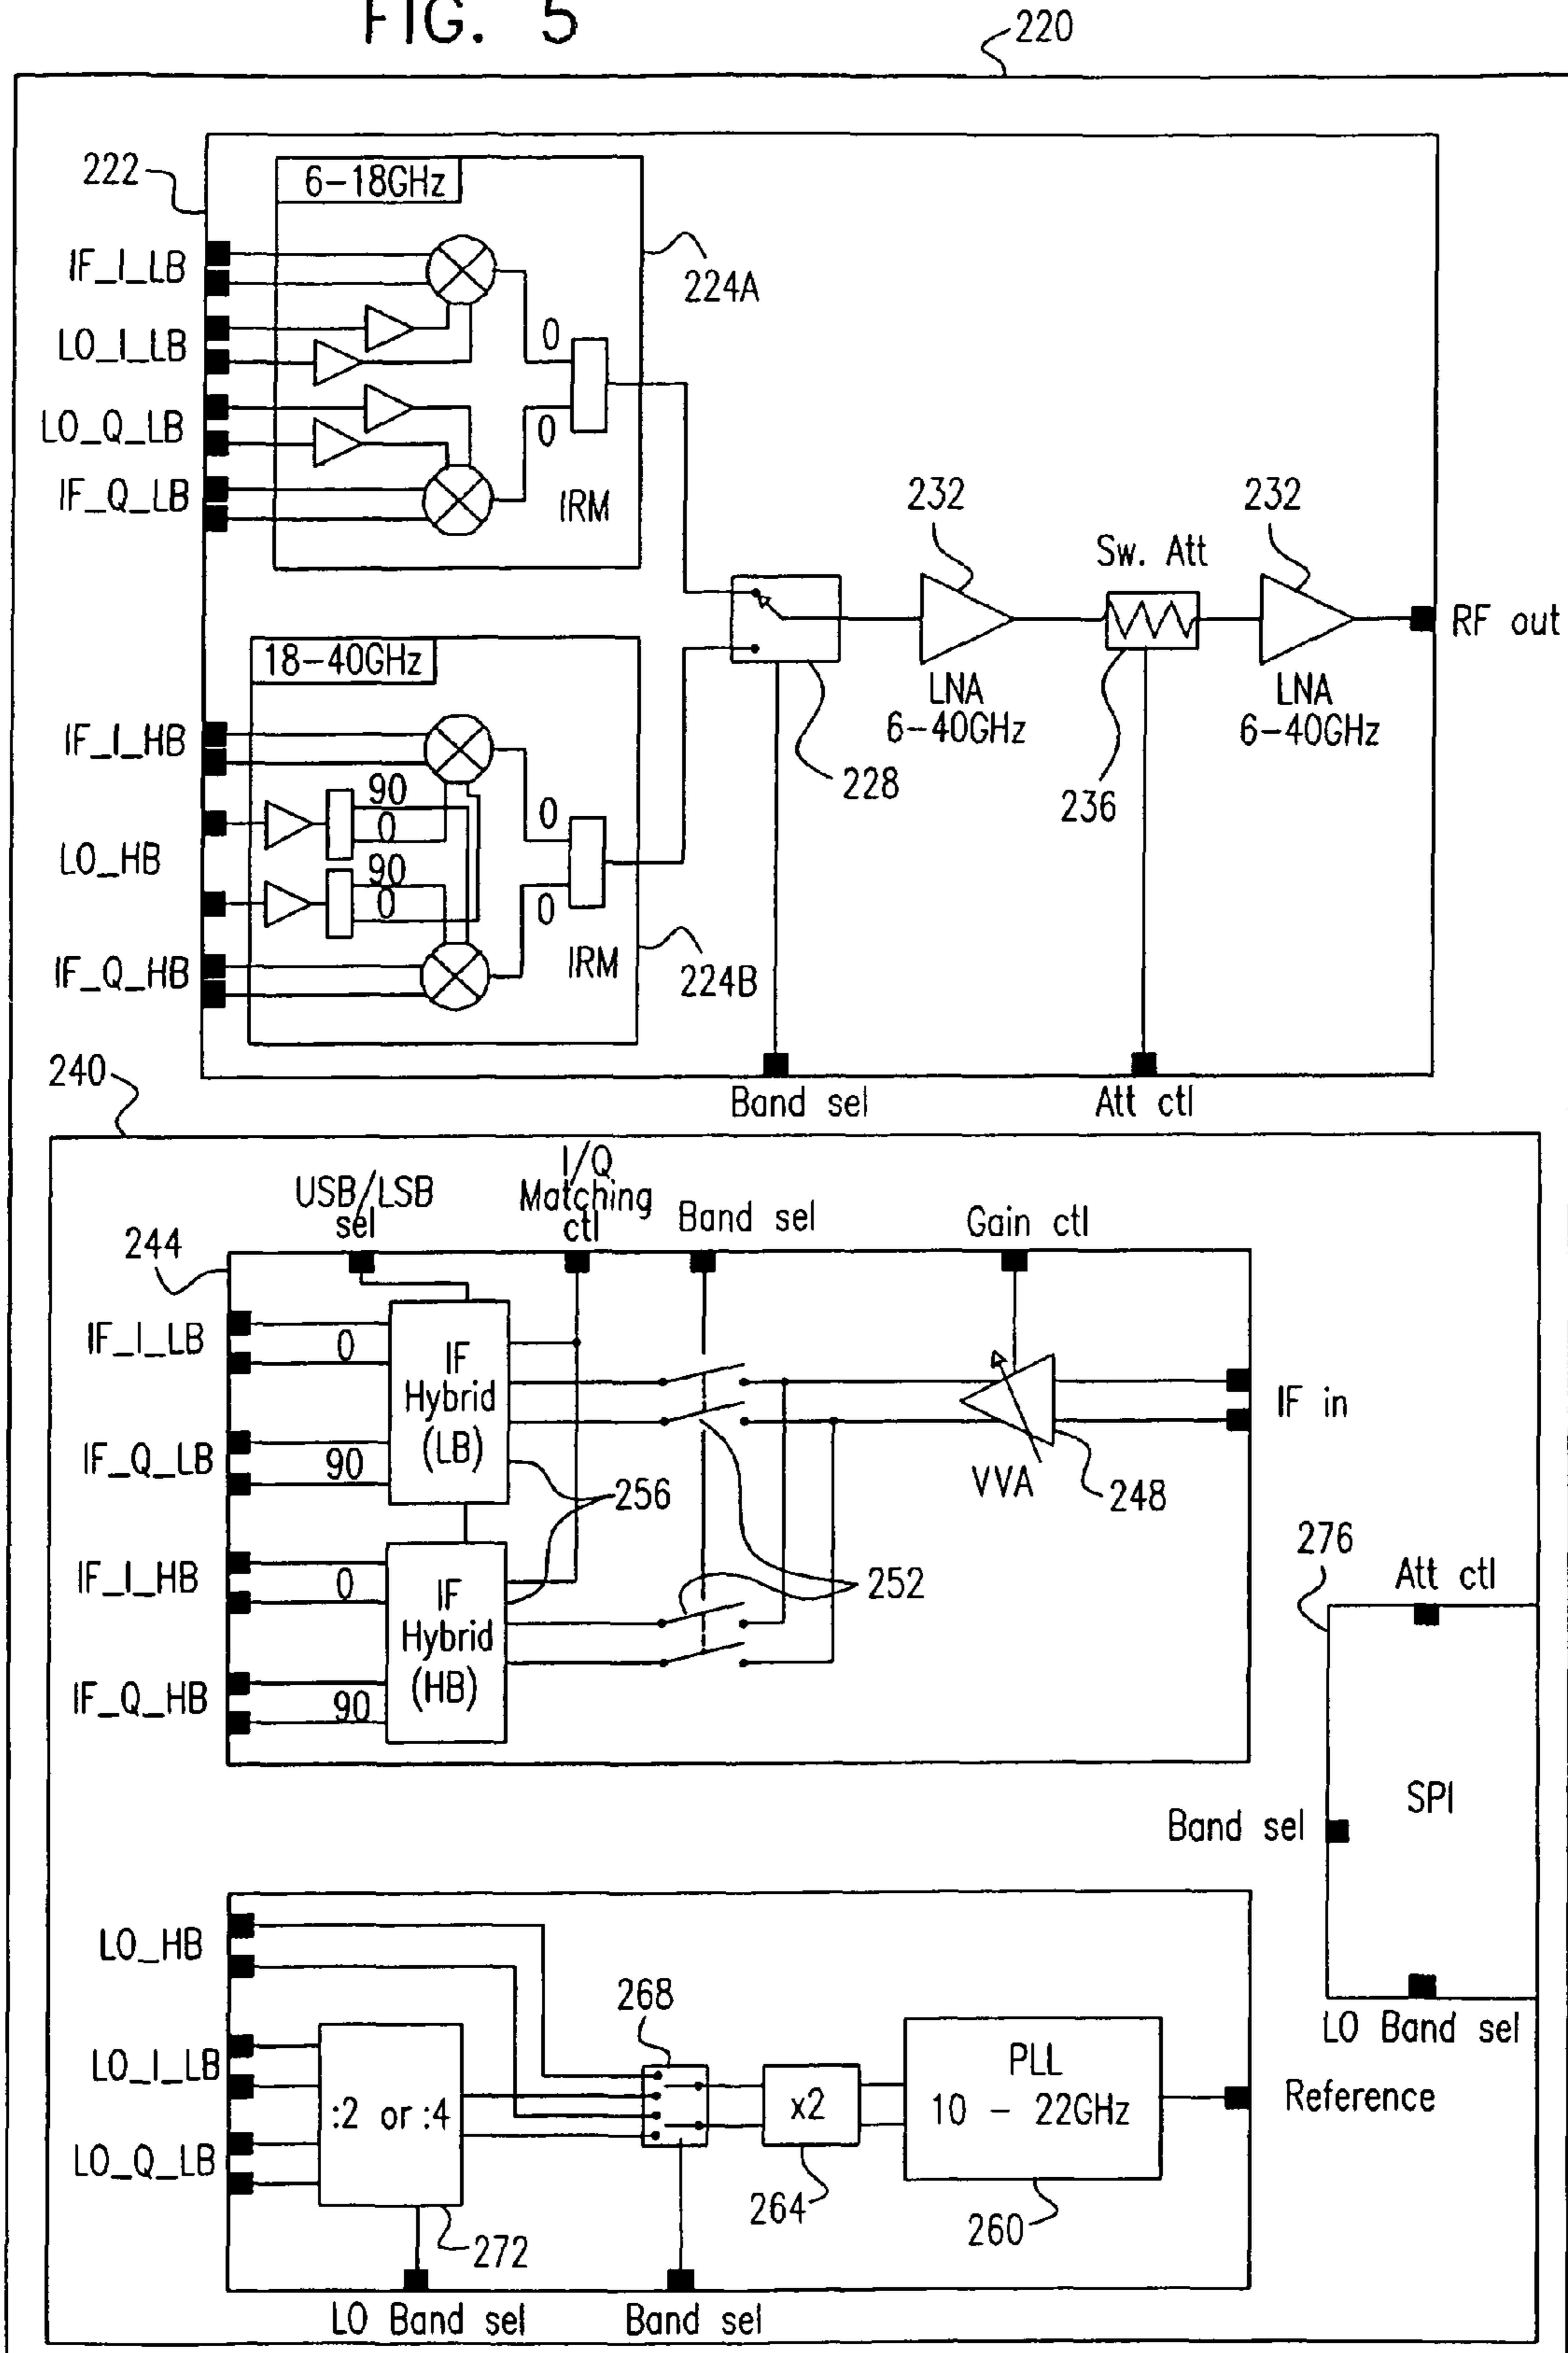 FIG. 5
220
222
6-18GHz
IF_I_LB
224A
LO_I_LB
0
LO_Q_LB
0
IF_Q_LB
IRM
232
Sw. Att
232
RF out
18-40GHz
LNA
6-40GHz
LNA
6-40GHz
IF_I_HB
228
236
90
0
0
LO_HB
90
0
0
IF_Q_HB
IRM
224B
240
Band sel
Att ctl
USB/LSB
sel
I/Q
Matching
ctl
Band sel
Gain ctl
244
IF_I_LB
0
IF
Hybrid
(LB)
IF in
IF_Q_LB
90
256
VVA
248
276
IF_I_HB
0
IF
Hybrid
(HB)
252
Att ctl
IF_Q_HB
90
SPI
Band sel
LO_HB
268
LO Band sel
LO_I_LB
:2 or :4
x2
PLL
10 - 22GHz
Reference
LO_Q_LB
264
260
272
LO Band sel
Band sel